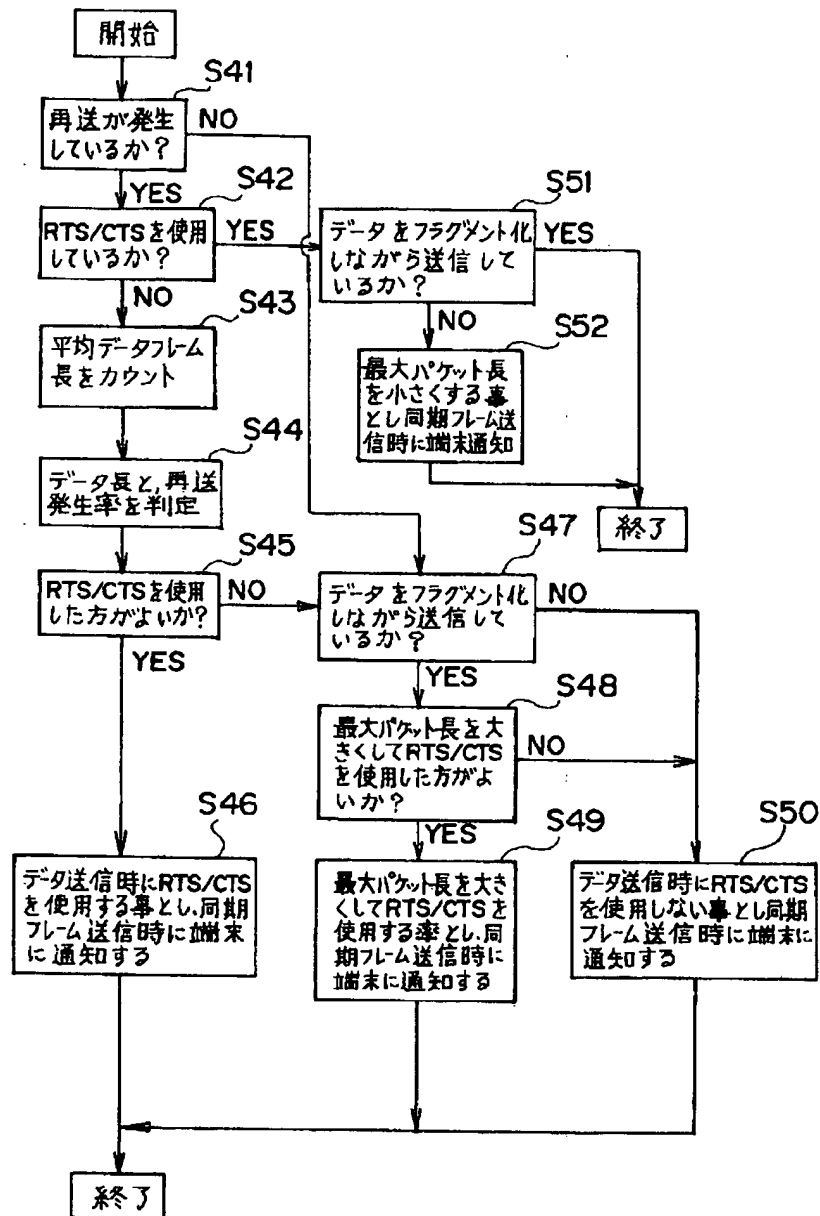 開始
S41
再送が発生
しているか?
NO
YES
S42
RTS/CTSを使用
しているか?
YES
NO
S51
データをフラグメント化
しながら送信して
いるか?
YES
NO
S43
平均データフレーム
長をカウント
S52
最大パケット長
を小さくする事
とし同期フレーム送
信時に端末通知
S44
データ長と,再送
発生率を判定
終了
S45
RTS/CTSを使用
した方がよいか?
NO
YES
S47
データをフラグメント化
しながら送信して
いるか?
NO
YES
S48
最大パケット長を大
きくしてRTS/CTS
を使用した方がよ
いか?
NO
YES
S46
データ送信時にRTS/CTS
を使用する事とし、同期
フレーム送信時に端末
に通知する
S49
最大パケット長を大き
くしてRTS/CTSを
使用する率とし、同
期フレーム送信時に
端末に通知する
S50
データ送信時にRTS/CTS
を使用しない事とし同期
フレーム送信時に端末に
通知する
終了